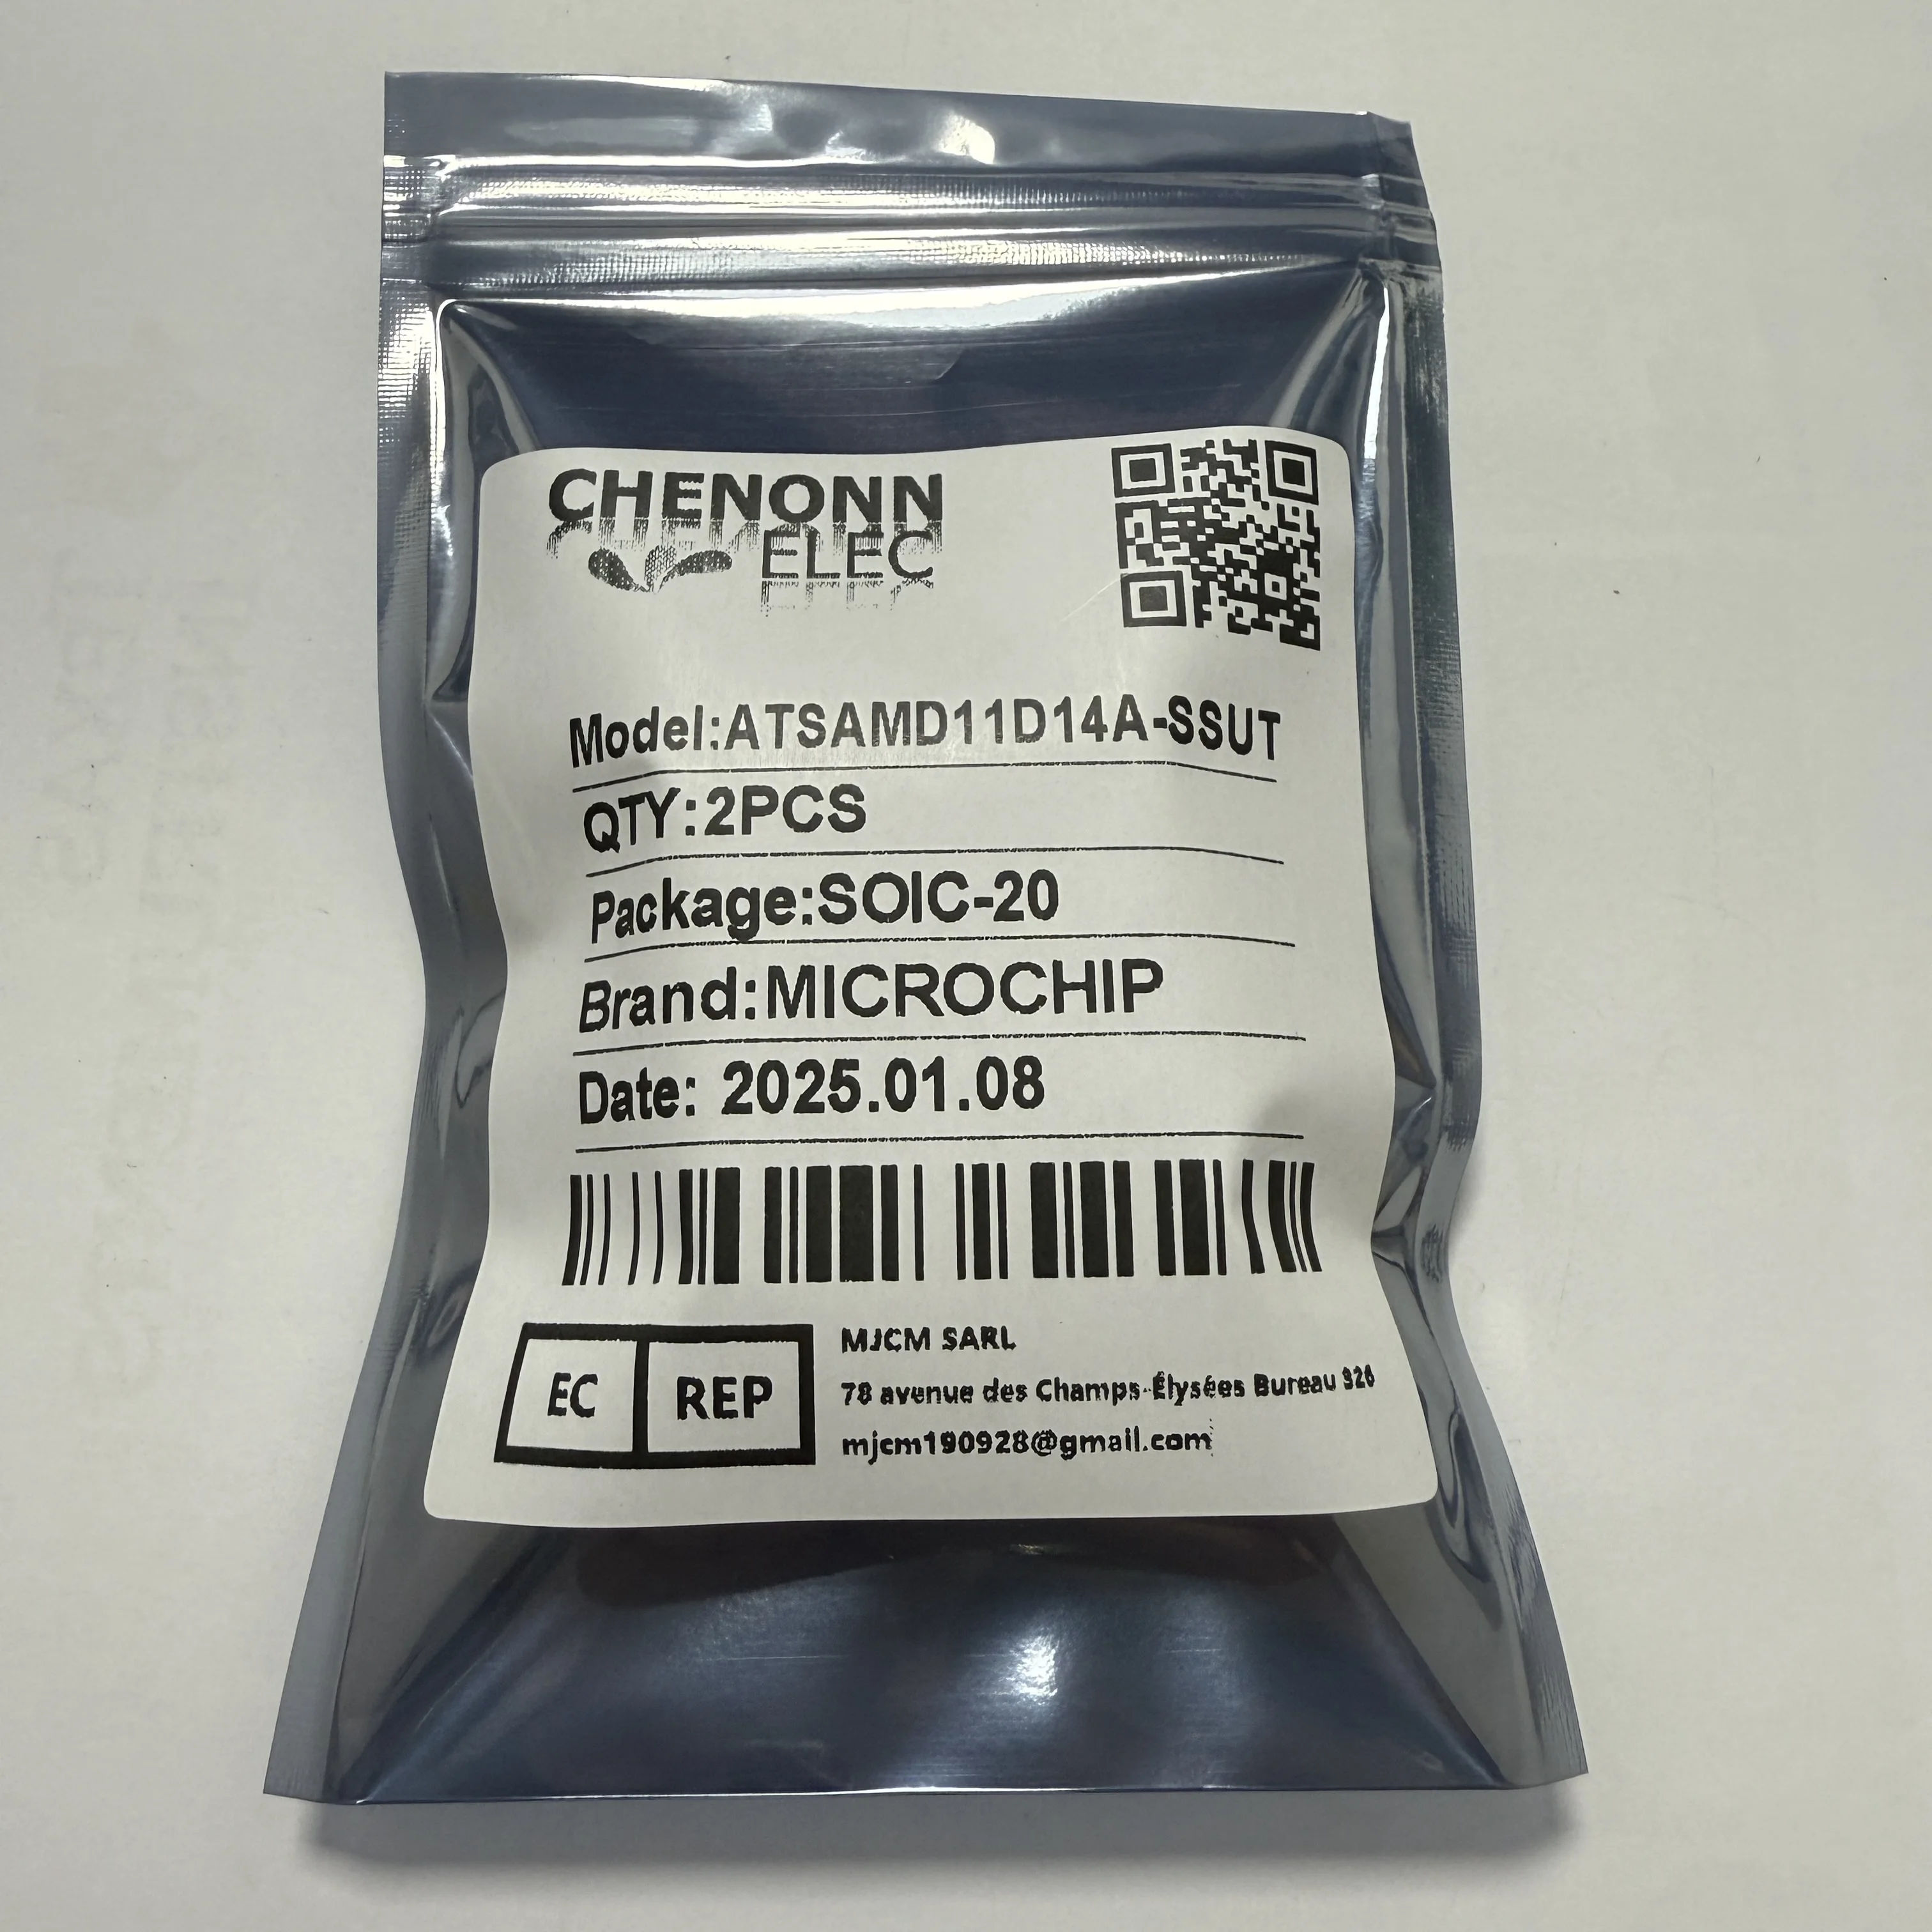 CHENONN
ELEC
Model:ATSAMD11D14A-SSUT
QTY:2PCS
Package:SOIC-20
Brand:MICROCHIP
Date: 2025.01.08
EC REP
MJCM SARL
78 avenue des Champs-Élysées Bureau 326
mjcm190928@gmail.com